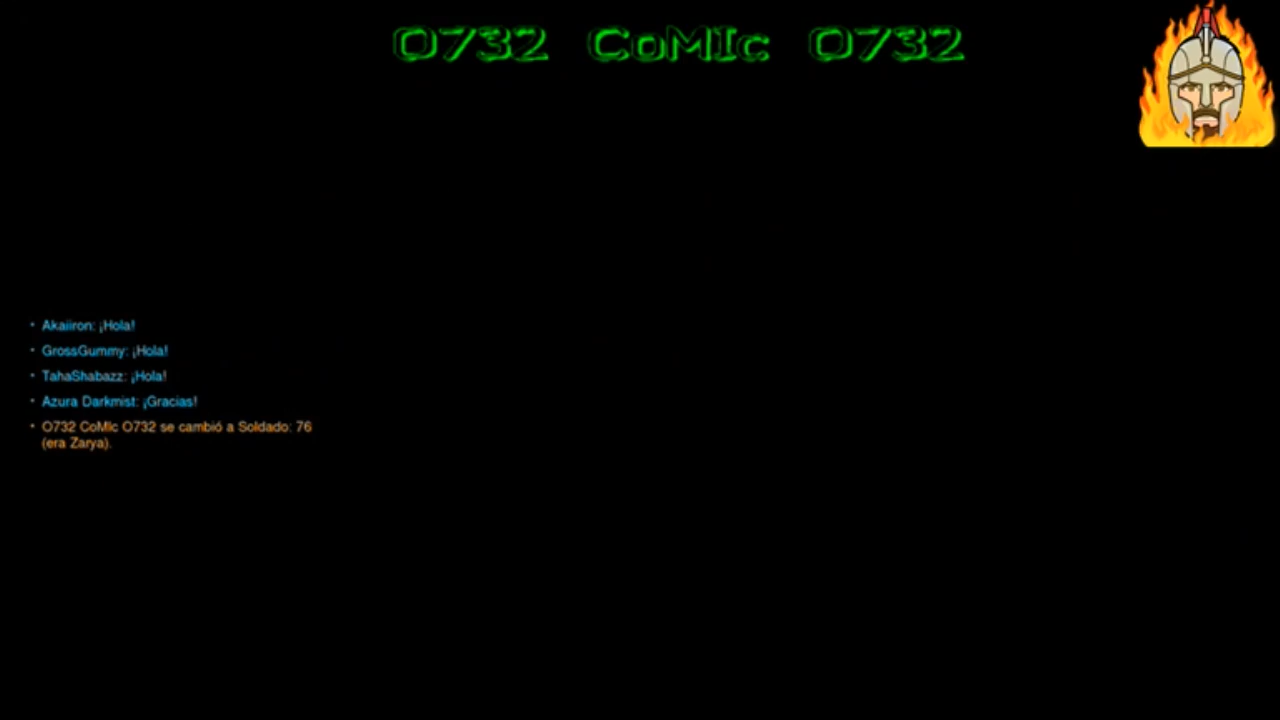 O732 CoMIc O732
• Akaiiron: ¡Hola!
• GrossGummy: ¡Hola!
• TahaShabazz: ¡Hola!
• Azura Darkmist: ¡Gracias!
• O732 CoMIc O732 se cambió a Soldado: 76
(era Zarya).